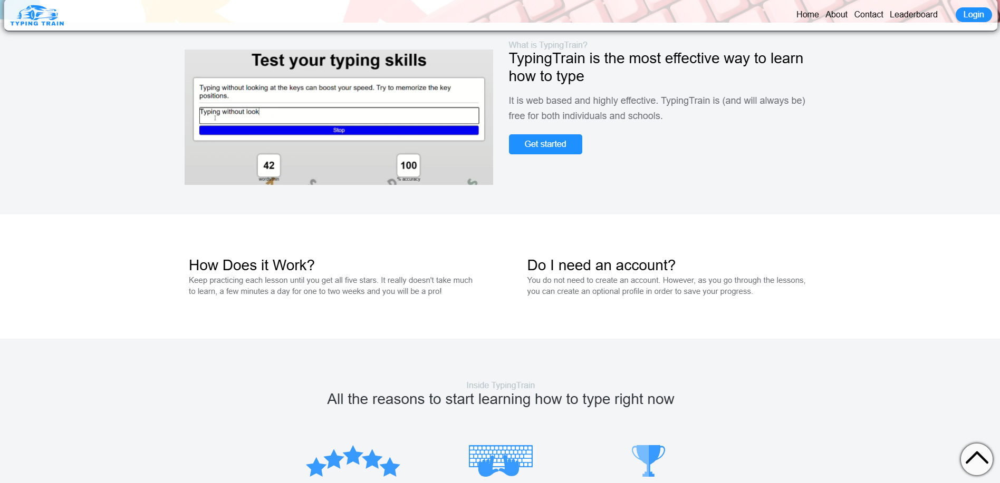 TYPING TRAIN
Home About Contact Leaderboard Login
Test your typing skills
Typing without looking at the keys can boost your speed. Try to memorize the key
positions.
Typing without look
Stop
42
words/min
100
% accuracy
What is TypingTrain?
TypingTrain is the most effective way to learn
how to type
It is web based and highly effective. TypingTrain is (and will always be)
free for both individuals and schools.
Get started
How Does it Work?
Keep practicing each lesson until you get all five stars. It really doesn't take much
to learn, a few minutes a day for one to two weeks and you will be a pro!
Do I need an account?
You do not need to create an account. However, as you go through the lessons,
you can create an optional profile in order to save your progress.
Inside TypingTrain
All the reasons to start learning how to type right now